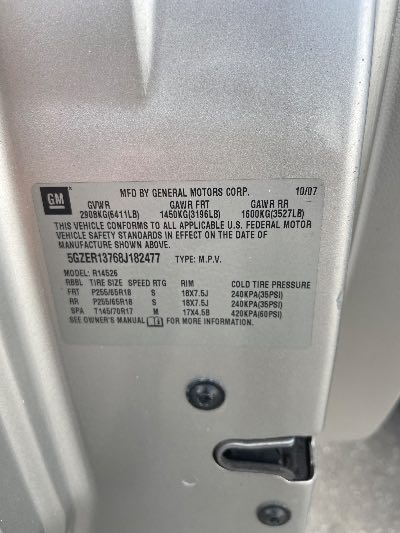 GM
MFD BY GENERAL MOTORS CORP. 10/07
GVWR GAWR FRT GAWR RR
2908KG(6411LB) 1450KG(3196LB) 1600KG(3527LB)
THIS VEHICLE CONFORMS TO ALL APPLICABLE U.S. FEDERAL MOTOR
VEHICLE SAFETY STANDARDS IN EFFECT ON THE DATE OF
MANUFACTURE SHOWN ABOVE.
5GZER13768J182477 TYPE: M.P.V.
MODEL: R14526
RBBL TIRE SIZE SPEED RTG RIM COLD TIRE PRESSURE
FRT P255/65R18 S 18X7.5J 240KPA(35PSI)
RR P255/65R18 S 18X7.5J 240KPA(35PSI)
SPA T145/70R17 M 17X4.5B 420KPA(60PSI)
SEE OWNER'S MANUAL FOR MORE INFORMATION.